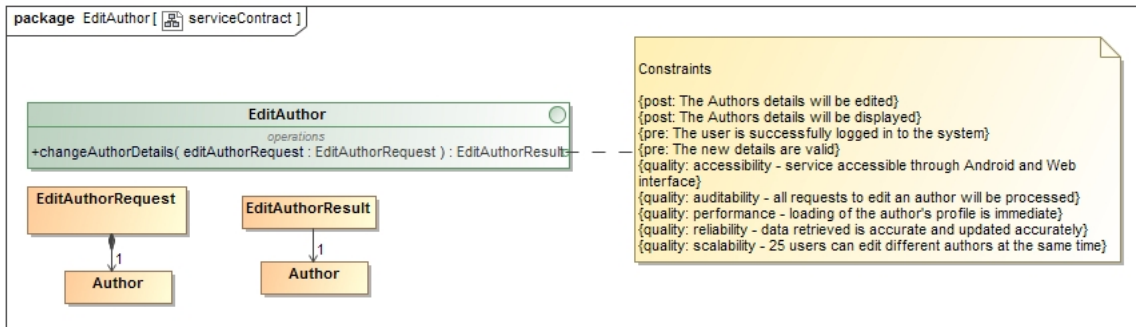 package EditAuthor [ serviceContract ]
Constraints
{post: The Authors details will be edited}
{post: The Authors details will be displayed}
{pre: The user is successfully logged in to the system}
{pre: The new details are valid}
{quality: accessibility - service accessible through Android and Web
interface}
{quality: auditability - all requests to edit an author will be processed}
{quality: performance - loading of the author's profile is immediate}
{quality: reliability - data retrieved is accurate and updated accurately}
{quality: scalability - 25 users can edit different authors at the same time}
EditAuthor
operations
+changeAuthorDetails( editAuthorRequest : EditAuthorRequest ) : EditAuthorResult
EditAuthorRequest
1
Author
EditAuthorResult
1
Author